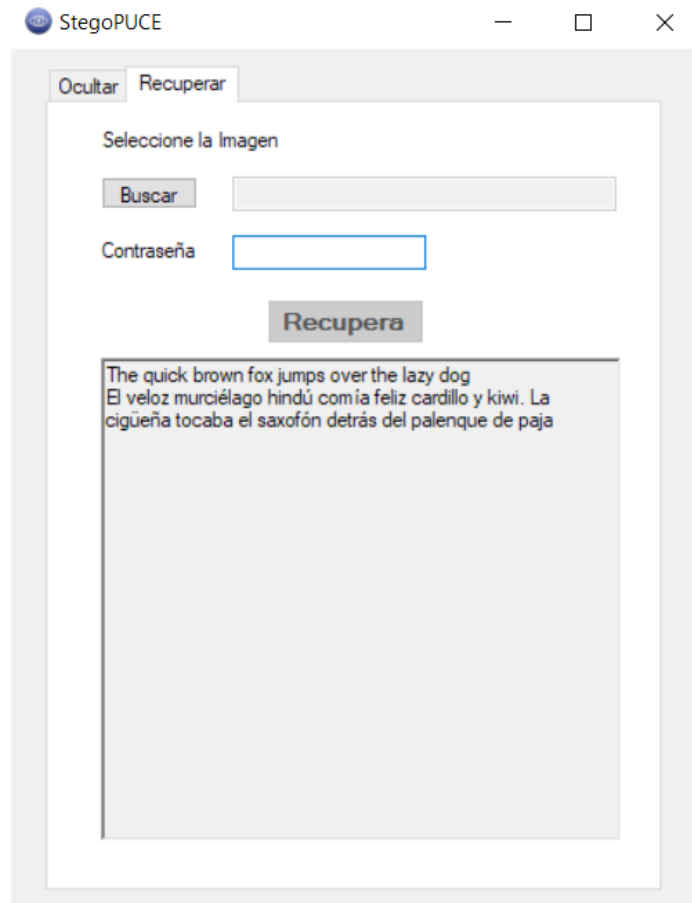 StegoPUCE
Ocultar Recuperar
Seleccione la Imagen
Buscar
Contraseña
Recupera
The quick brown fox jumps over the lazy dog
El veloz murciélago hindú comía feliz cardillo y kiwi. La
cigüeña tocaba el saxofón detrás del palenque de paja